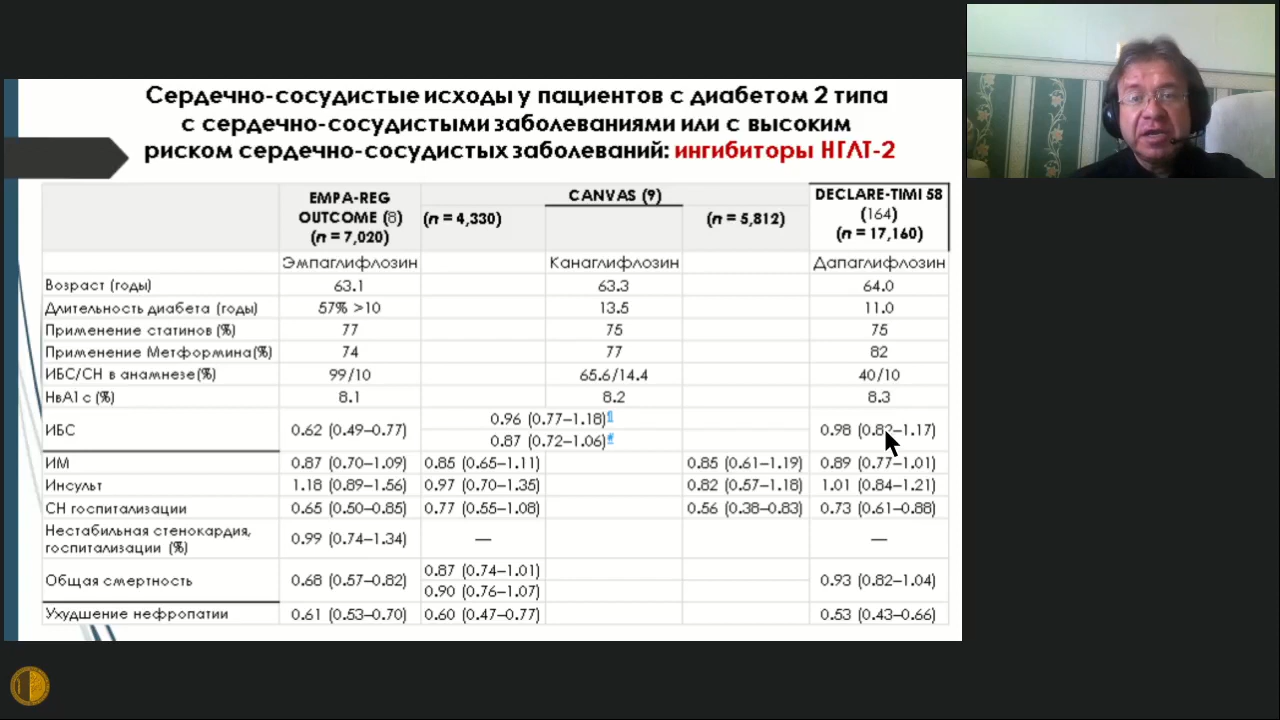 Сердечно-сосудистые исходы у пациентов с диабетом 2 типа
с сердечно-сосудистыми заболеваниями или с высоким
риском сердечно-сосудистых заболеваний: ингибиторы НГЛТ-2
EMPA-REG OUTCOME (8) (n = 7,020) CANVAS (9) (n = 4,330) (n = 5,812) DECLARE-TIMI 58 (164) (n = 17,160)
Эмпаглифлозин Канаглифлозин Дапаглифлозин
Возраст (годы) 63.1 63.3 64.0
Длительность диабета (годы) 57% >10 13.5 11.0
Применение статинов (%) 77 75 75
Применение Метформина(%) 74 77 82
ИБС/СН в анамнезе(%) 99/10 65.6/14.4 40/10
НвА1с (%) 8.1 8.2 8.3
ИБС 0.62 (0.49–0.77) 0.96 (0.77–1.18)¶ 0.87 (0.72–1.06)# 0.98 (0.82–1.17)
ИМ 0.87 (0.70–1.09) 0.85 (0.65–1.11) 0.85 (0.61–1.19) 0.89 (0.77–1.01)
Инсульт 1.18 (0.89–1.56) 0.97 (0.70–1.35) 0.82 (0.57–1.18) 1.01 (0.84–1.21)
СН госпитализации 0.65 (0.50–0.85) 0.77 (0.55–1.08) 0.56 (0.38–0.83) 0.73 (0.61–0.88)
Нестабильная стенокардия,
госпитализации (%) 0.99 (0.74–1.34) — —
Общая смертность 0.68 (0.57–0.82) 0.87 (0.74–1.01) 0.90 (0.76–1.07) 0.93 (0.82–1.04)
Ухудшение нефропатии 0.61 (0.53–0.70) 0.60 (0.47–0.77) 0.53 (0.43–0.66)